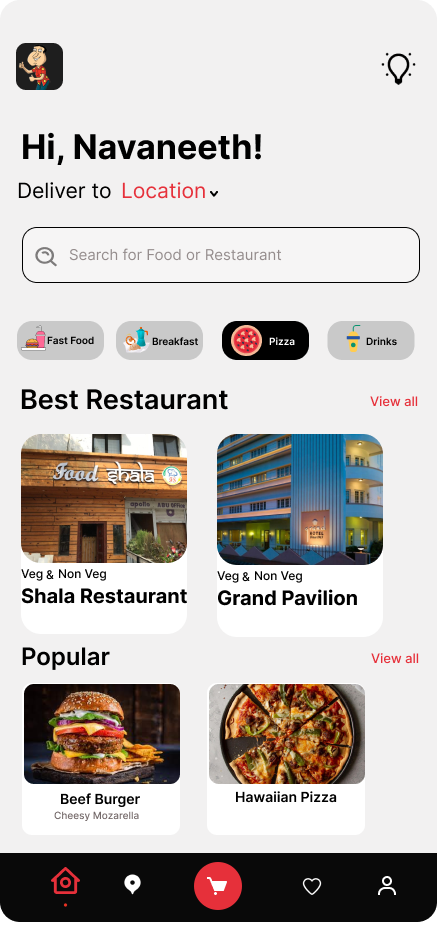 Hi, Navaneeth!
Deliver to Location
Search for Food or Restaurant
Fast Food Breakfast Pizza Drinks
Best Restaurant View all
Food shala
apollo
HOTEL
Veg & Non Veg Veg & Non Veg
Shala Restaurant Grand Pavilion
Popular View all
Beef Burger Hawaiian Pizza
Cheesy Mozarella